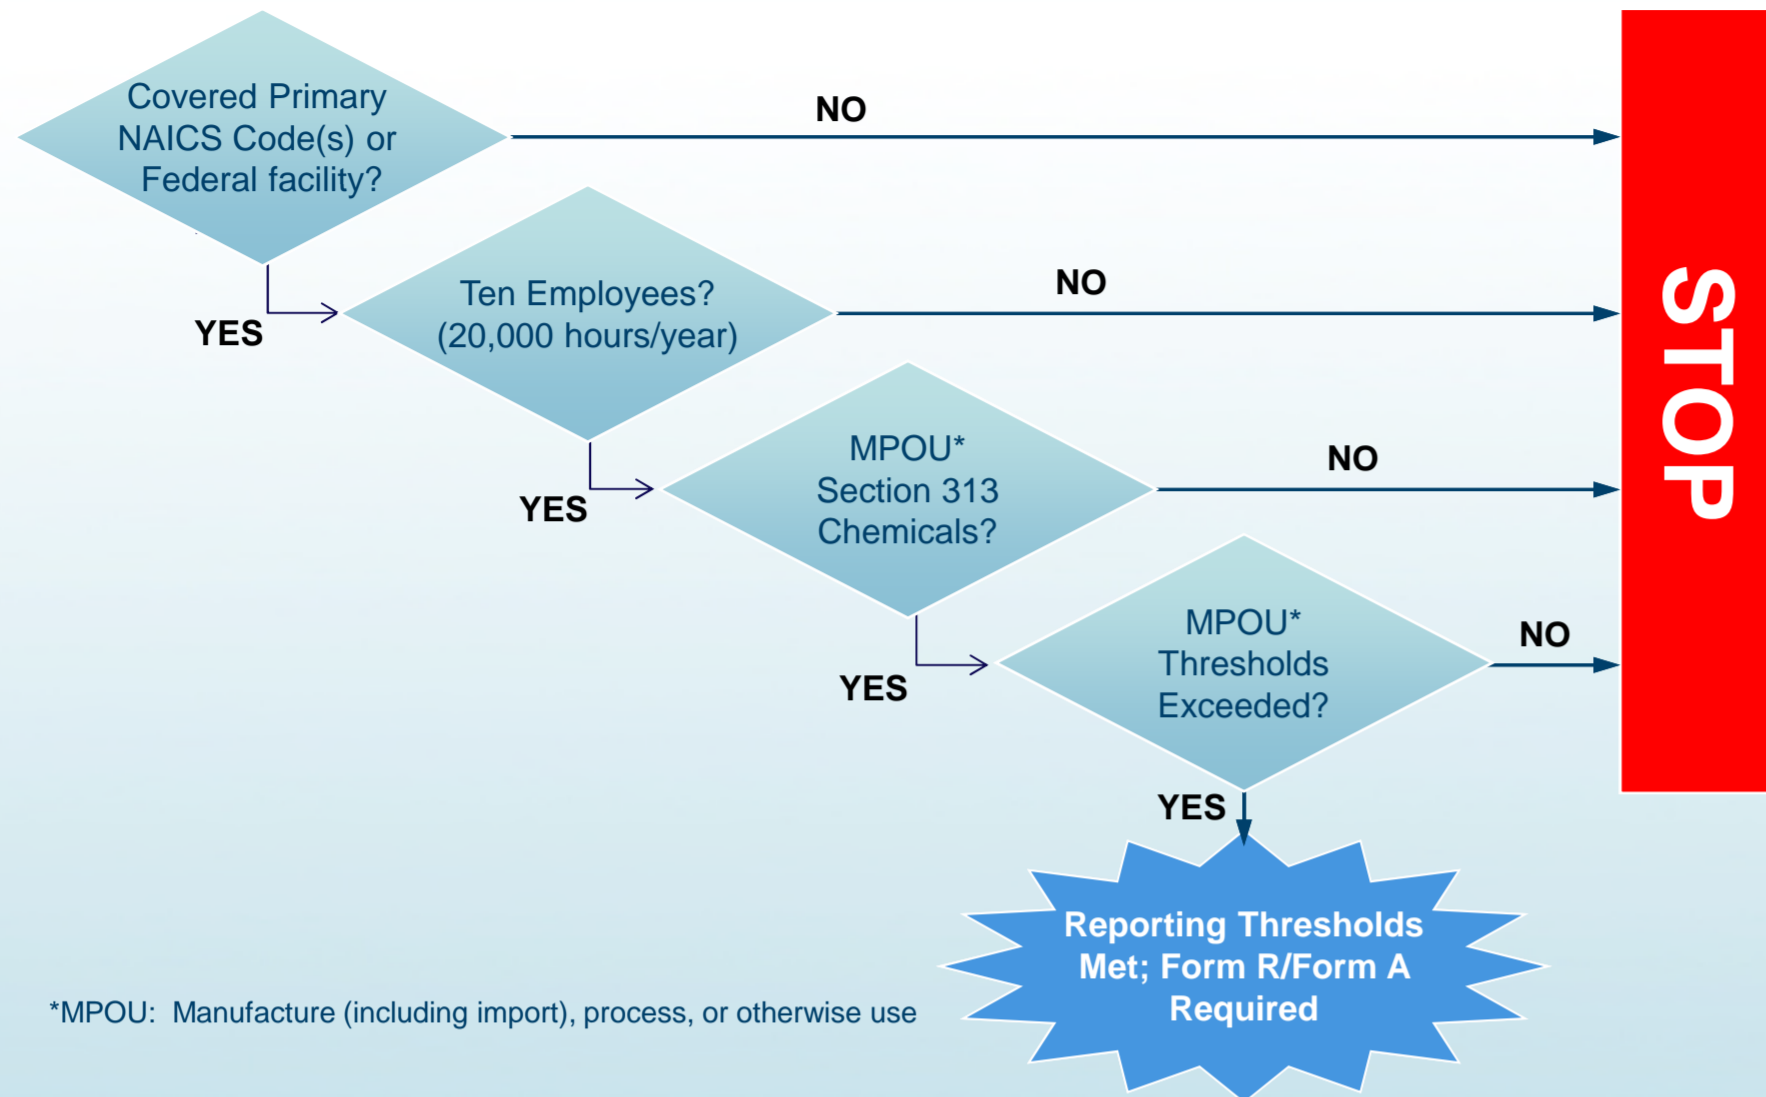 Covered Primary
NAICS Code(s) or
Federal facility?
NO
YES
Ten Employees?
(20,000 hours/year)
NO
YES
MPOU*
Section 313
Chemicals?
NO
YES
MPOU*
Thresholds
Exceeded?
NO
YES
STOP
Reporting Thresholds
Met; Form R/Form A
Required
*MPOU: Manufacture (including import), process, or otherwise use